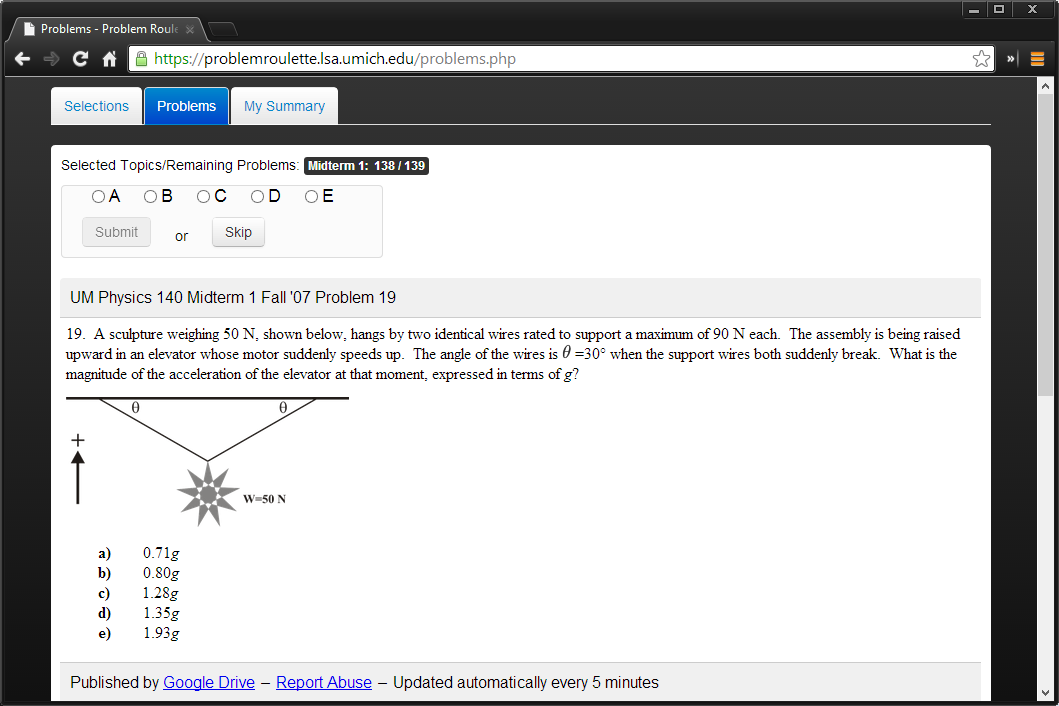 Problems - Problem Roule
https://problemroulette.lsa.umich.edu/problems.php
Selections Problems My Summary
Selected Topics/Remaining Problems: Midterm 1: 138 / 139
A B C D E
Submit or Skip
UM Physics 140 Midterm 1 Fall '07 Problem 19
19. A sculpture weighing 50 N, shown below, hangs by two identical wires rated to support a maximum of 90 N each. The assembly is being raised
upward in an elevator whose motor suddenly speeds up. The angle of the wires is θ =30° when the support wires both suddenly break. What is the
magnitude of the acceleration of the elevator at that moment, expressed in terms of g?
θ θ
+
W=50 N
a) 0.71g
b) 0.80g
c) 1.28g
d) 1.35g
e) 1.93g
Published by Google Drive – Report Abuse – Updated automatically every 5 minutes